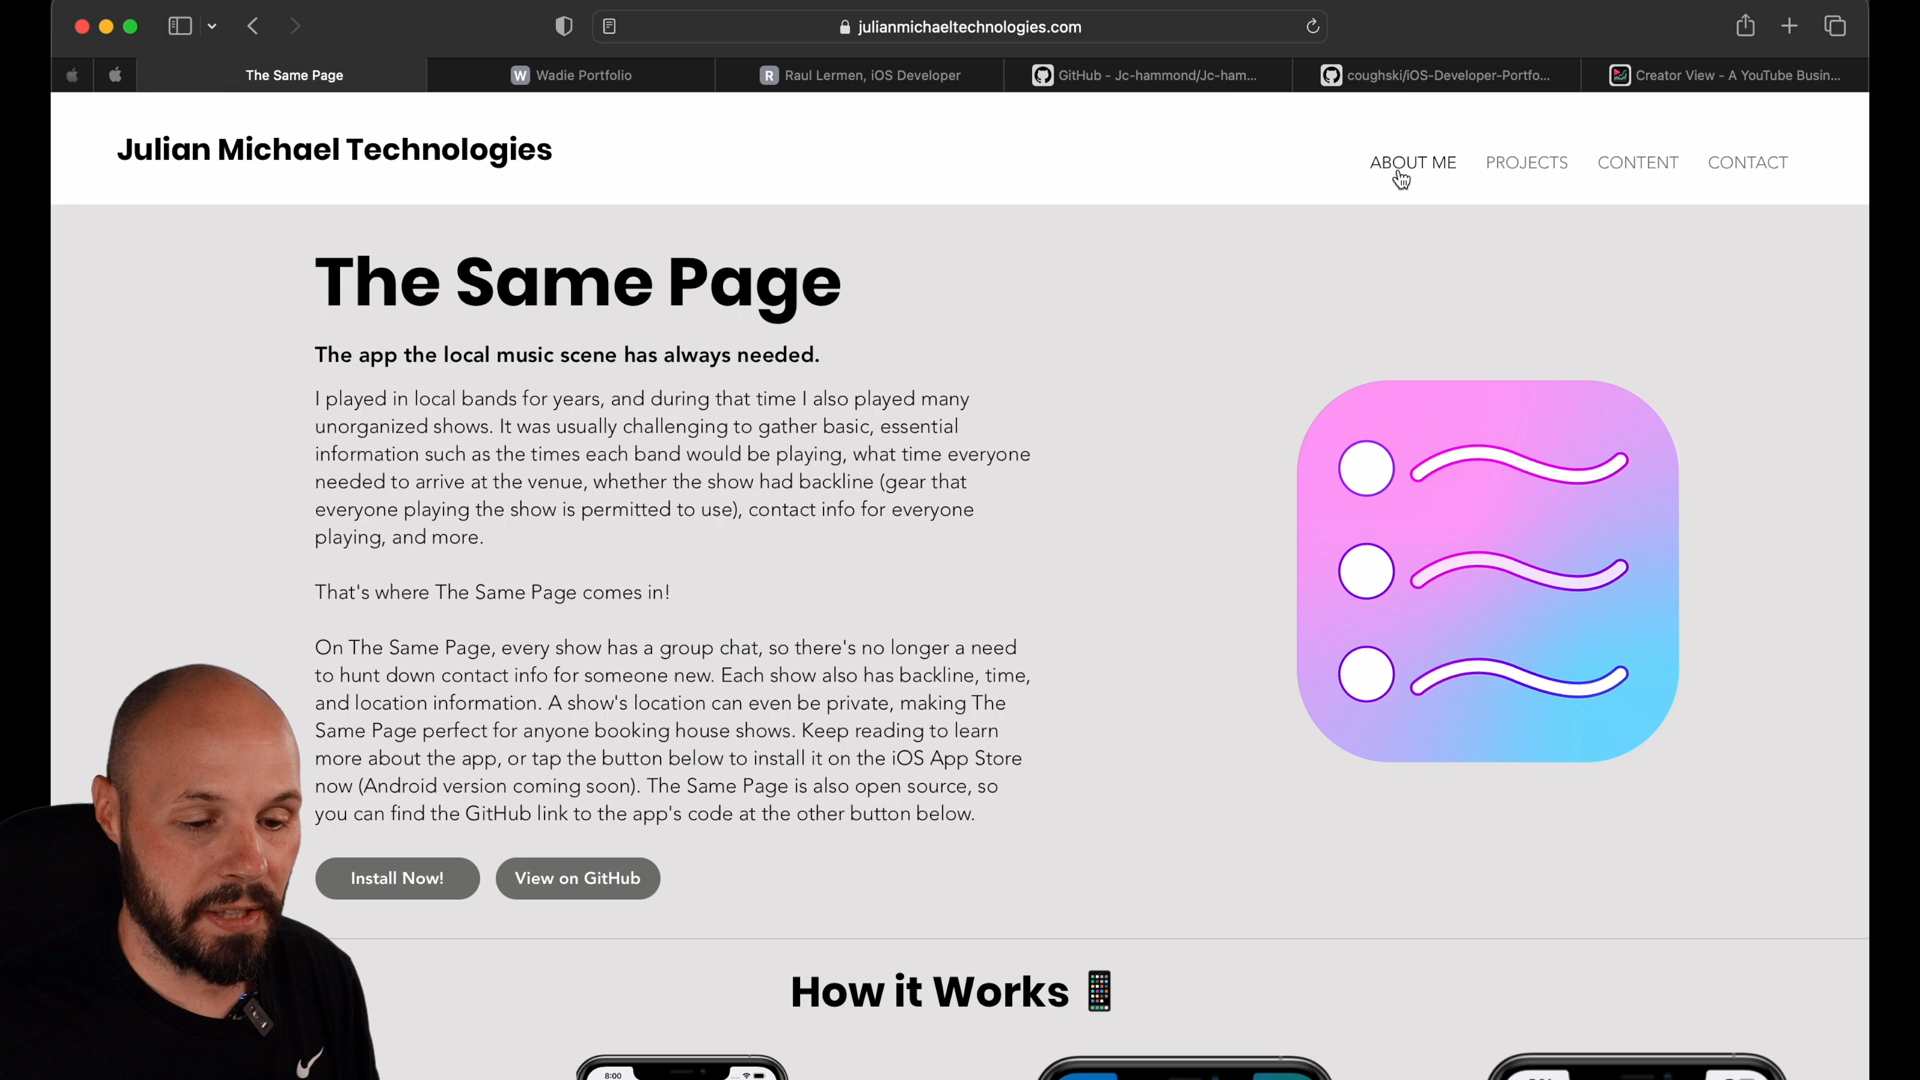 julianmichaeltechnologies.com
The Same Page
W Wadie Portfolio
R Raul Lermen, iOS Developer
GitHub - Jc-hammond/Jc-ham...
coughski/iOS-Developer-Portfo...
Creator View - A YouTube Busin...
Julian Michael Technologies
ABOUT ME PROJECTS CONTENT CONTACT
The Same Page
The app the local music scene has always needed.
I played in local bands for years, and during that time I also played many
unorganized shows. It was usually challenging to gather basic, essential
information such as the times each band would be playing, what time everyone
needed to arrive at the venue, whether the show had backline (gear that
everyone playing the show is permitted to use), contact info for everyone
playing, and more.
That's where The Same Page comes in!
On The Same Page, every show has a group chat, so there's no longer a need
to hunt down contact info for someone new. Each show also has backline, time,
and location information. A show's location can even be private, making The
Same Page perfect for anyone booking house shows. Keep reading to learn
more about the app, or tap the button below to install it on the iOS App Store
now (Android version coming soon). The Same Page is also open source, so
you can find the GitHub link to the app's code at the other button below.
Install Now! View on GitHub
How it Works 📱
8:00